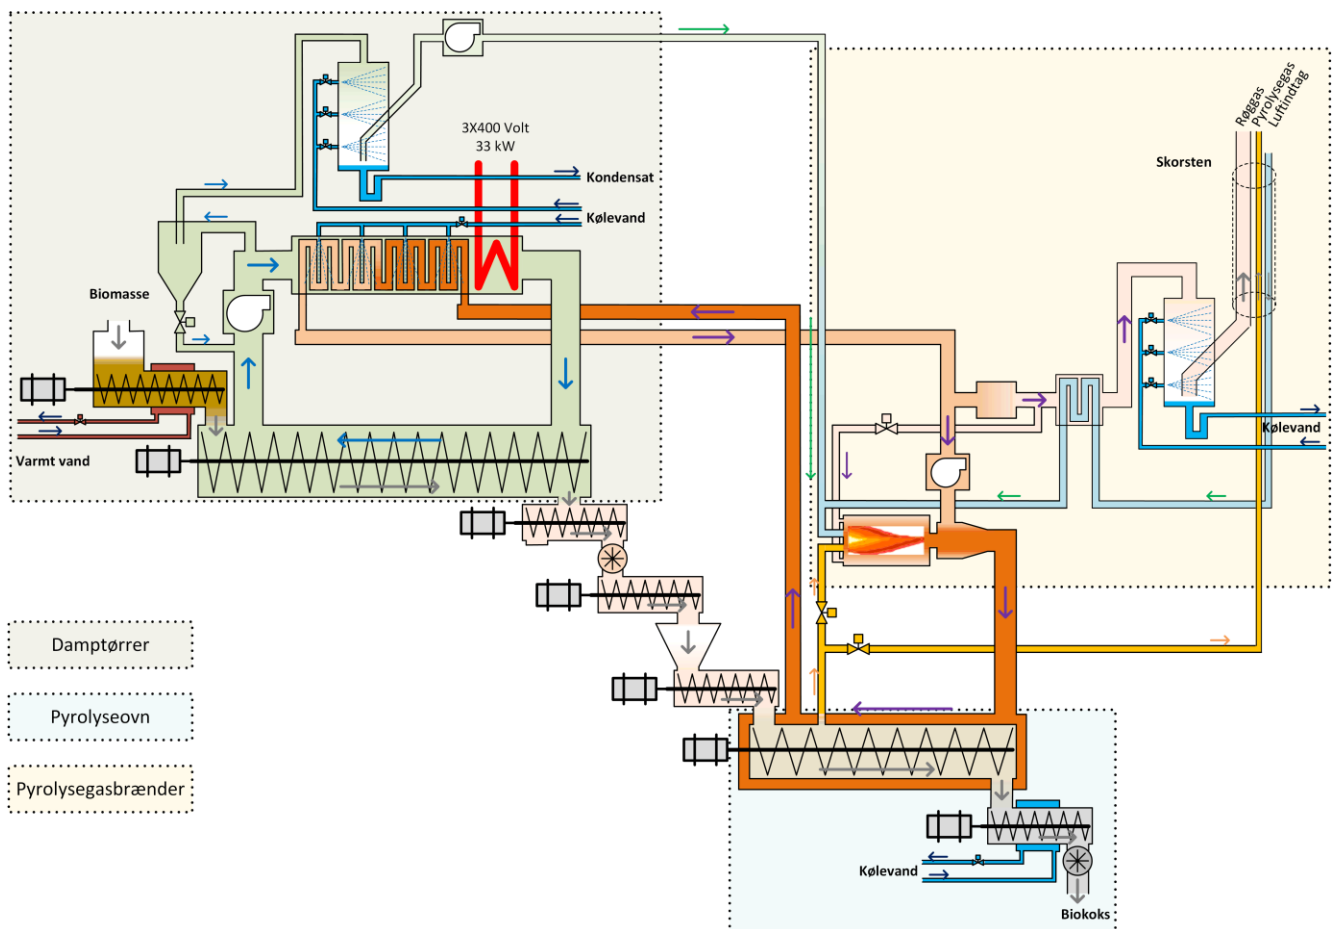 Røggas
Pyrolysegas
Luftindtag
3X400 Volt
33 kW
Skorsten
Kondensat
Kølevand
Biomasse
Kølevand
Varmt vand
Damptørrer
Pyrolyseovn
Pyrolysegasbrænder
Kølevand
Biokoks